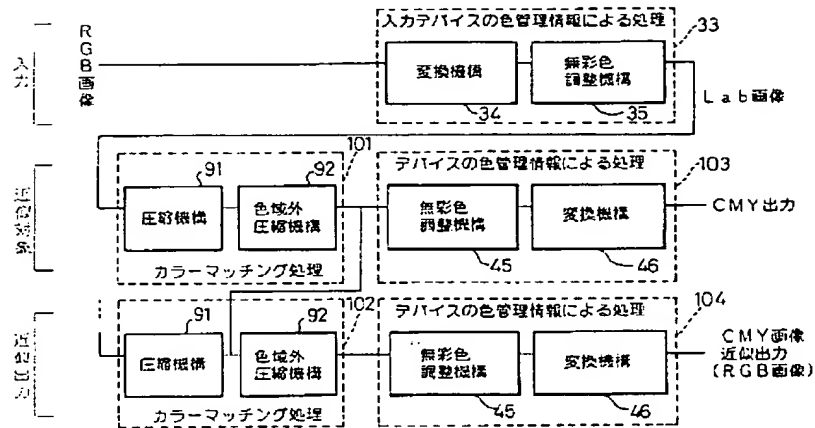 入力
RGB画像
入力デバイスの色管理情報による処理
33
変換機構
34
無彩色
調整機構
35
Lab画像
近似対象
101
91
圧縮機構
92
色域外
圧縮機構
カラーマッチング処理
デバイスの色管理情報による処理
103
無彩色
調整機構
45
変換機構
46
CMY出力
近似出力
102
91
圧縮機構
92
色域外
圧縮機構
カラーマッチング処理
デバイスの色管理情報による処理
104
無彩色
調整機構
45
変換機構
46
CMY画像
近似出力
(RGB画像)